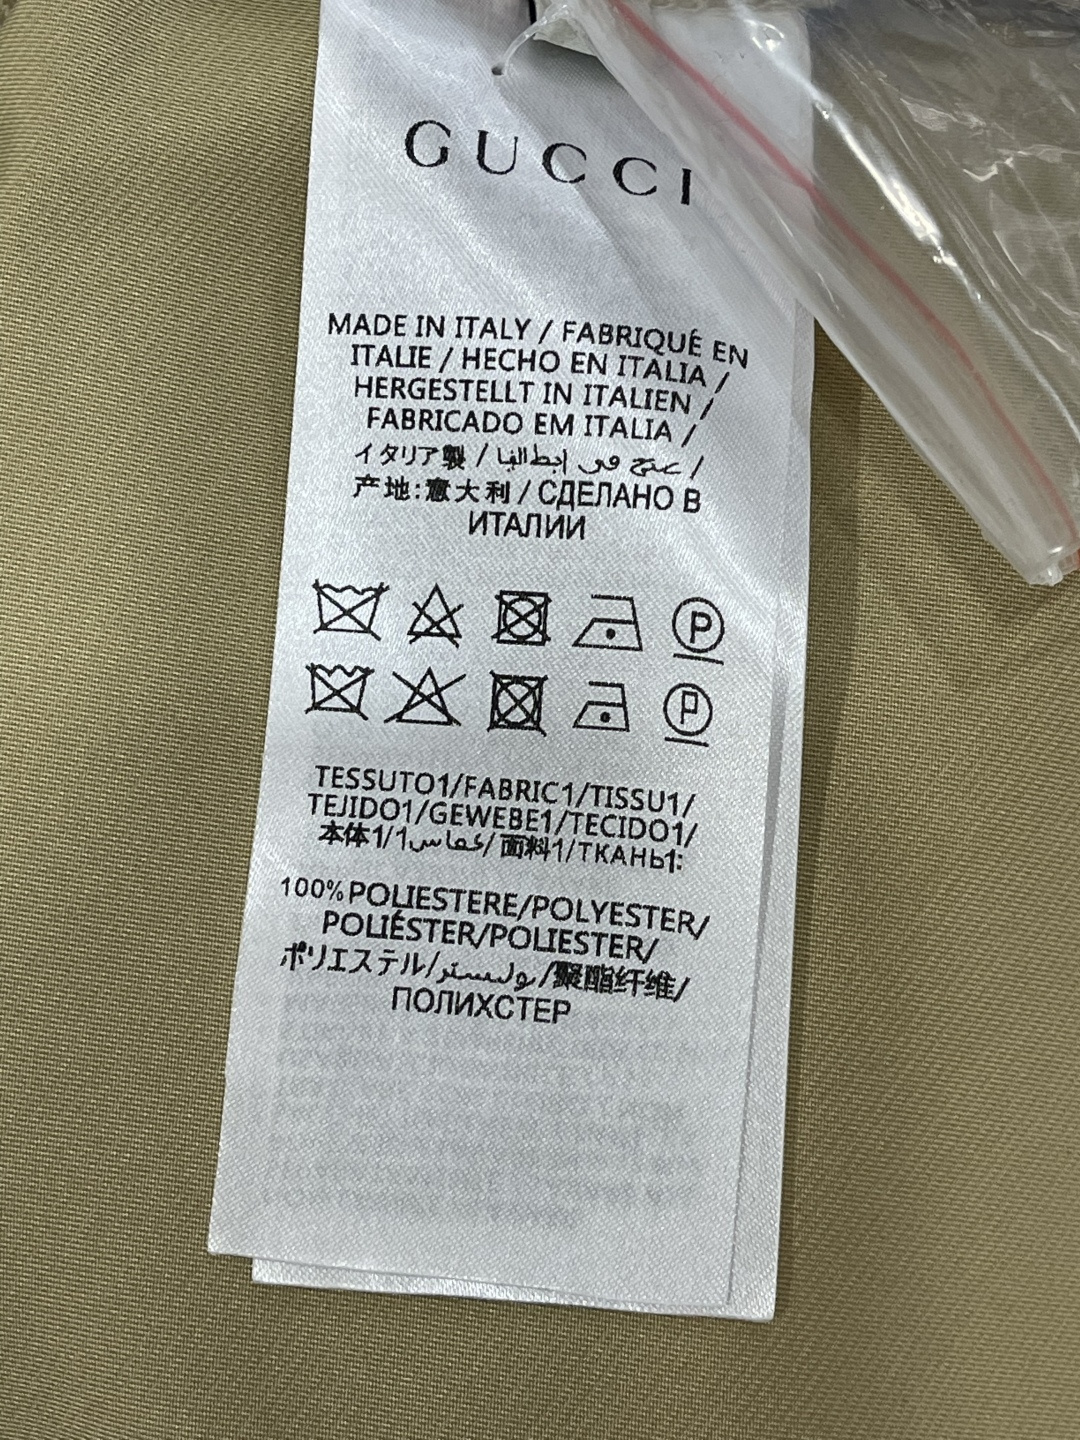 GUCCI
MADE IN ITALY / FABRIQUÉ EN
ITALIE / HECHO EN ITALIA /
HERGESTELLT IN ITALIEN /
FABRICADO EM ITALIA /
イタリア製 / صنع في إيطاليا /
产地:意大利 / СДЕЛАНО В
ИТАЛИИ
P
P
TESSUTO1/FABRIC1/TISSU1/
TEJIDO1/GEWEBE1/TECIDO1/
本体1/1قماس/面料1/ТКАНЬ1:
100%POLIESTERE/POLYESTER/
POLIÉSTER/POLIESTER/
ポリエステル/بوليستر/聚酯纤维/
ПОЛИХСТЕР